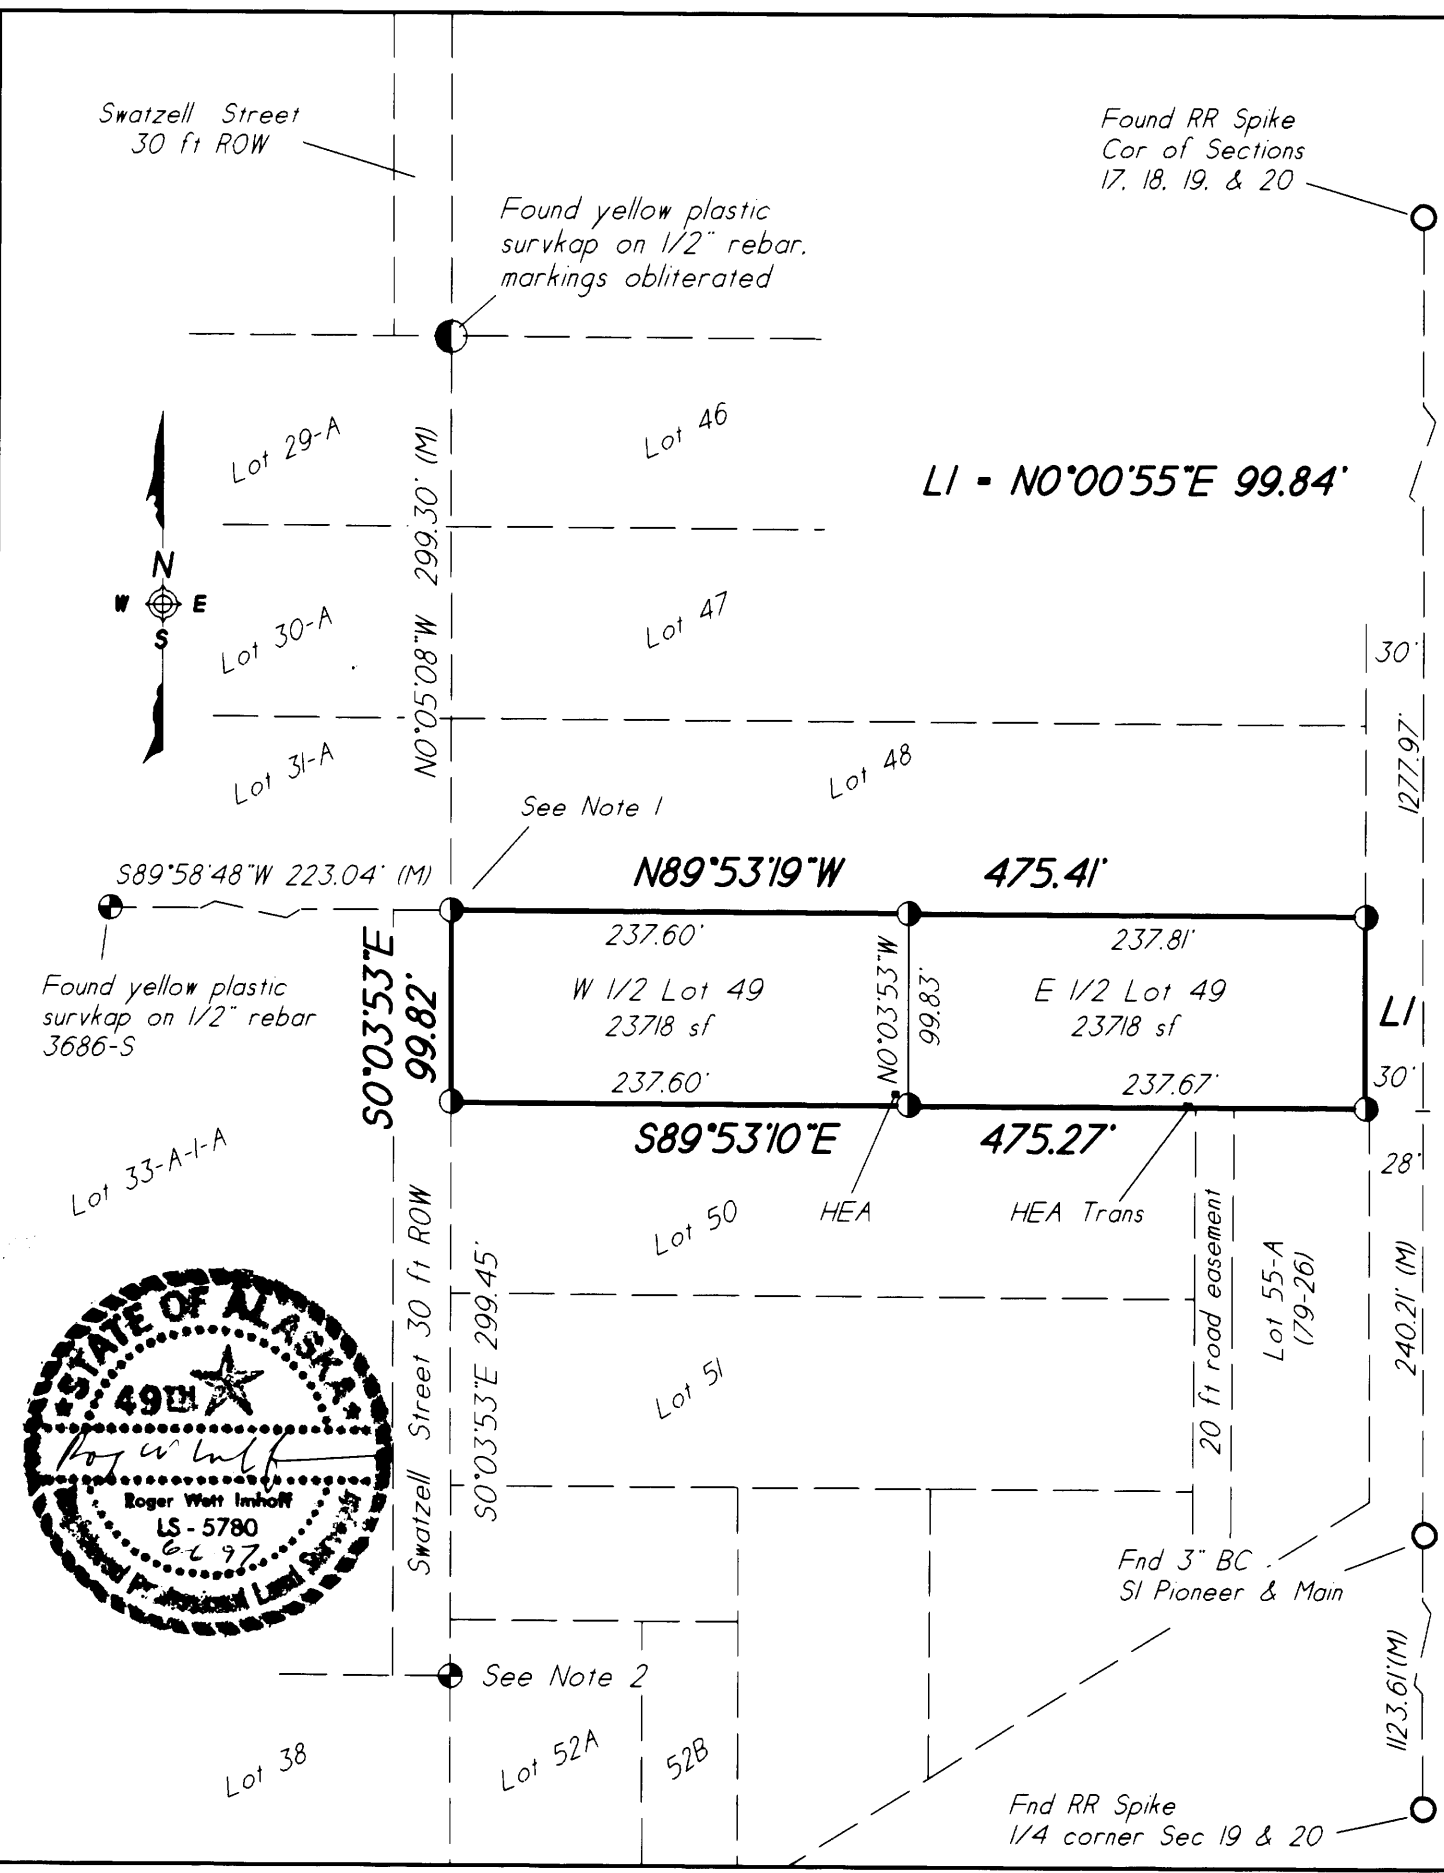 Swatzell Street
30 ft ROW
Found RR Spike
Cor of Sections
17, 18, 19, & 20
Found yellow plastic
survkap on 1/2" rebar,
markings obliterated
Lot 29-A
Lot 46
N0°05'08"W 299.30' (M)
L1 = N0°00'55"E 99.84'
N
W E
S
Lot 30-A
Lot 47
30'
1277.97'
Lot 31-A
Lot 48
See Note 1
S89°58'48"W 223.04' (M)
N89°53'19"W 475.41'
237.60'
237.81'
Found yellow plastic
survkap on 1/2" rebar
3686-S
S0°03'53"E
99.82'
W 1/2 Lot 49
23718 sf
N0°03'53"W
99.83'
E 1/2 Lot 49
23718 sf
L1
237.60'
237.67'
30'
S89°53'10"E 475.27'
Lot 33-A-1-A
28'
HEA
HEA Trans
Lot 50
Swatzell Street 30 ft ROW
S0°03'53"E 299.45'
20 ft road easement
Lot 55-A
(79-26)
240.21' (M)
STATE OF ALASKA
49TH
Roger Wett Imhoff
LS - 5780
Professional Land Surveyor
Lot 51
Fnd 3" BC
S1 Pioneer & Main
See Note 2
1123.61'(M)
Lot 38
Lot 52A
52B
Fnd RR Spike
1/4 corner Sec 19 & 20